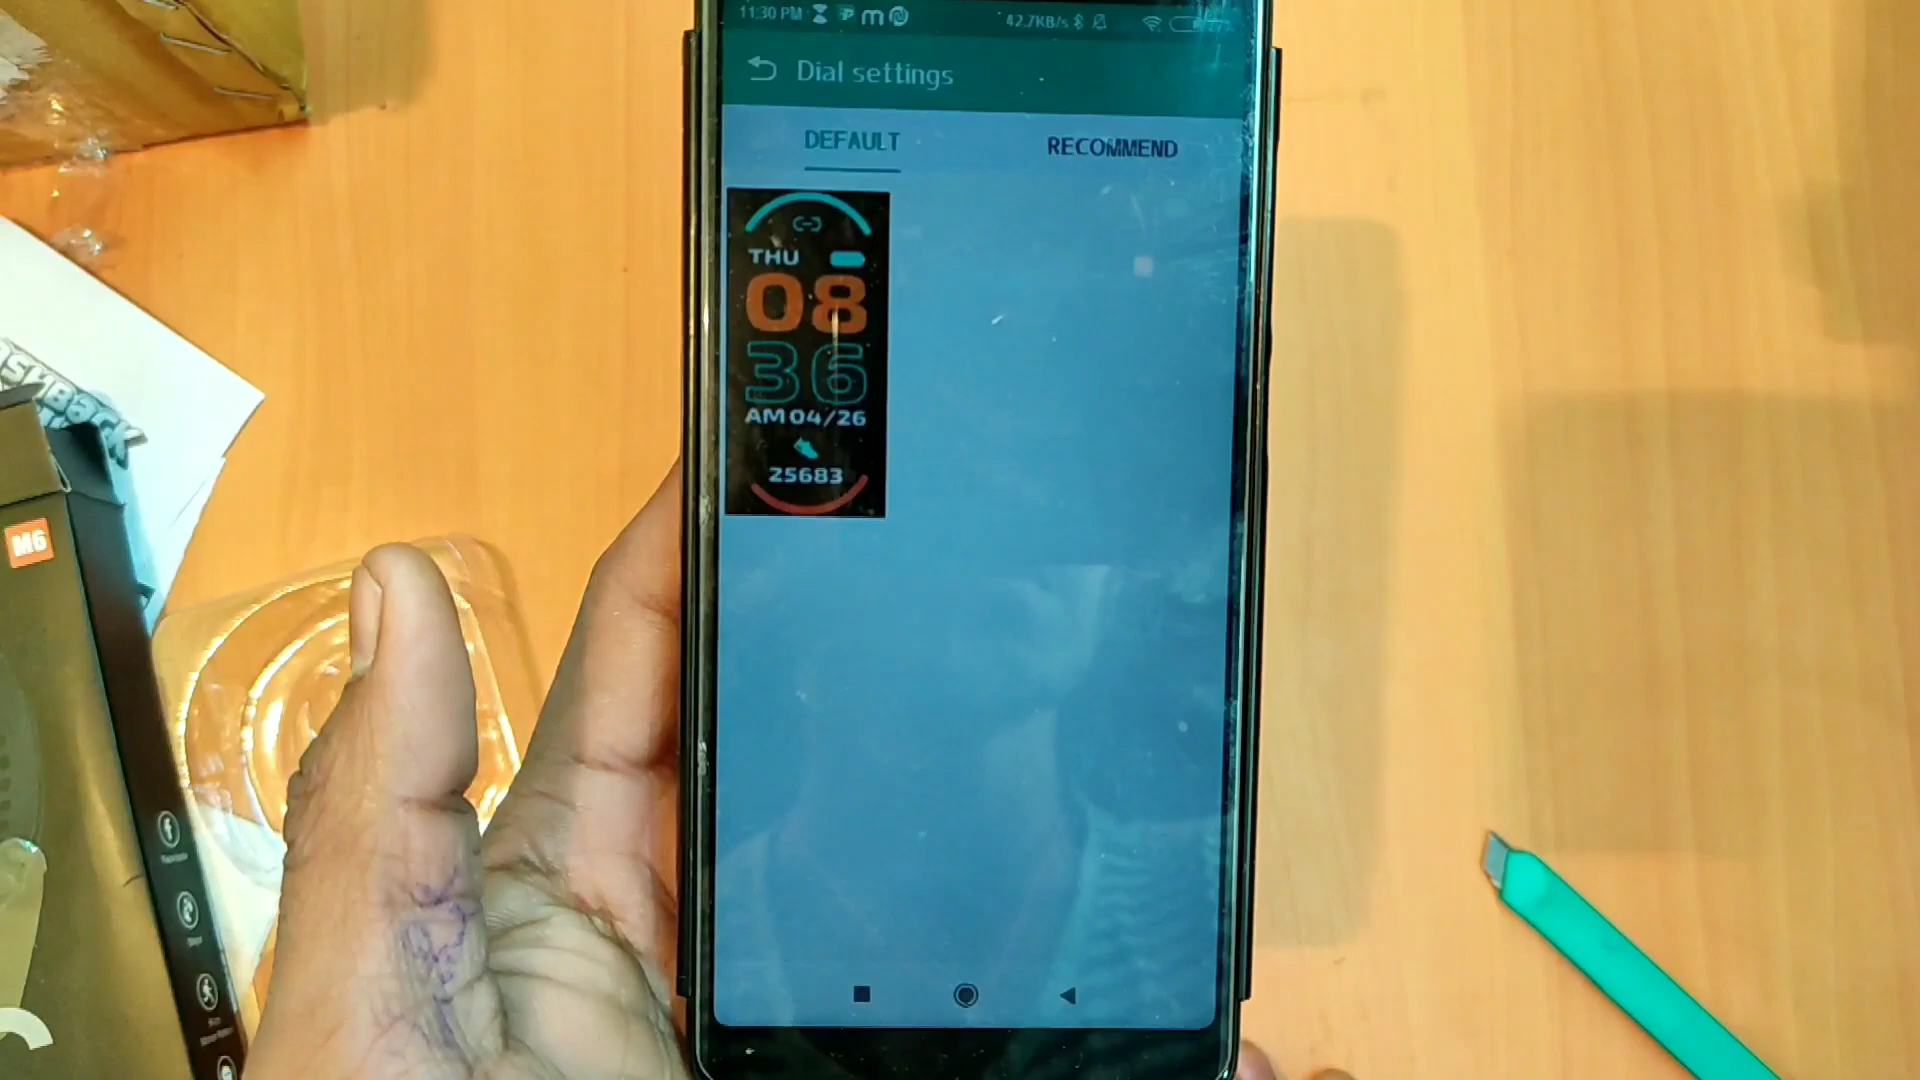 11:30 PM
42.7KB/s
Dial settings
DEFAULT
RECOMMEND
THU
08
36
AM 04/26
25683
M6